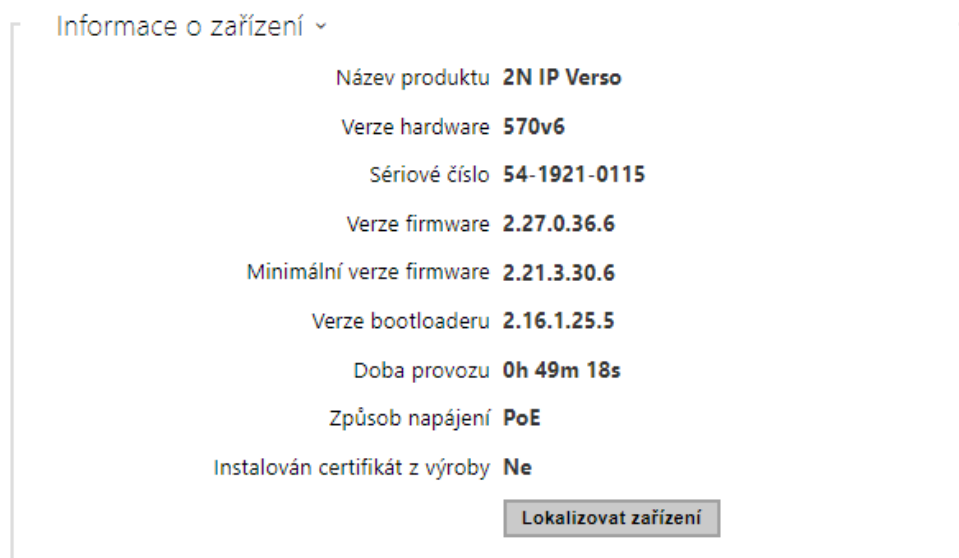 Informace o zařízení
Název produktu 2N IP Verso
Verze hardware 570v6
Sériové číslo 54-1921-0115
Verze firmware 2.27.0.36.6
Minimální verze firmware 2.21.3.30.6
Verze bootloaderu 2.16.1.25.5
Doba provozu 0h 49m 18s
Způsob napájení PoE
Instalován certifikát z výroby Ne
Lokalizovat zařízení